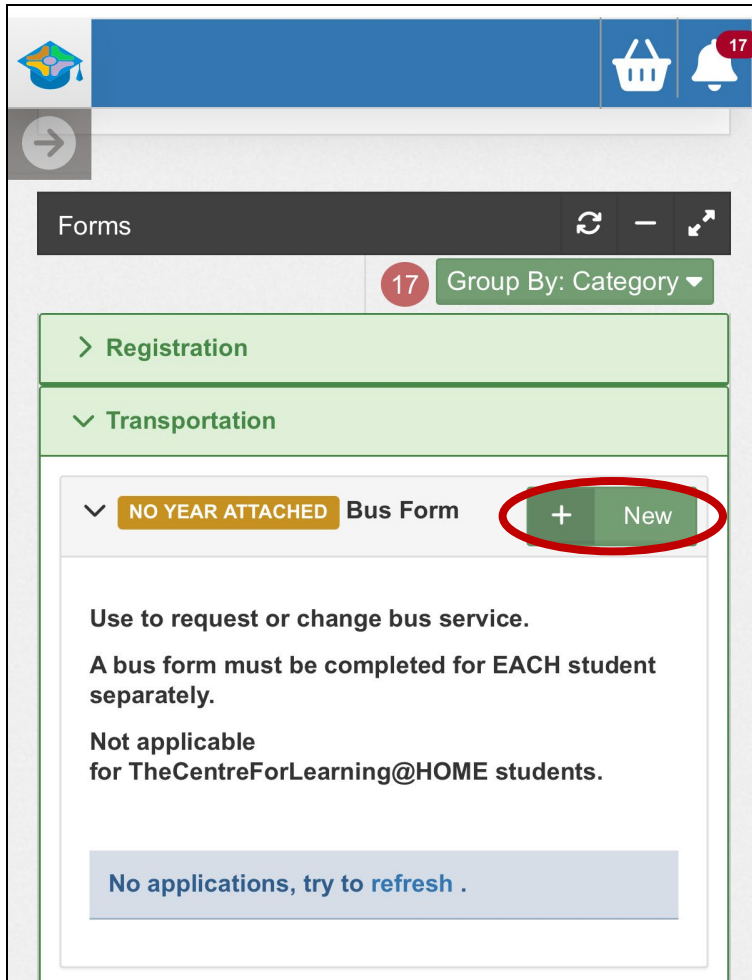 17
Forms
17 Group By: Category
Registration
Transportation
NO YEAR ATTACHED Bus Form + New
Use to request or change bus service.
A bus form must be completed for EACH student
separately.
Not applicable
for TheCentreForLearning@HOME students.
No applications, try to refresh .